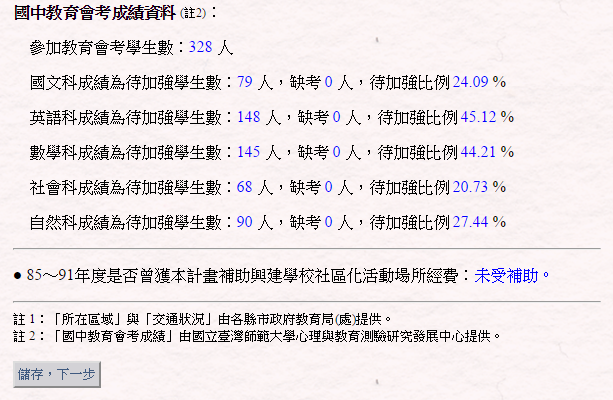 國中教育會考成績資料 (註2)：
參加教育會考學生數：328 人
國文科成績為待加強學生數：79 人，缺考 0 人，待加強比例 24.09 %
英語科成績為待加強學生數：148 人，缺考 0 人，待加強比例 45.12 %
數學科成績為待加強學生數：145 人，缺考 0 人，待加強比例 44.21 %
社會科成績為待加強學生數：68 人，缺考 0 人，待加強比例 20.73 %
自然科成績為待加強學生數：90 人，缺考 0 人，待加強比例 27.44 %
● 85～91年度是否曾獲本計畫補助興建學校社區化活動場所經費：未受補助。
註 1：「所在區域」與「交通狀況」由各縣市政府教育局(處)提供。
註 2：「國中教育會考成績」由國立臺灣師範大學心理與教育測驗研究發展中心提供。
儲存，下一步